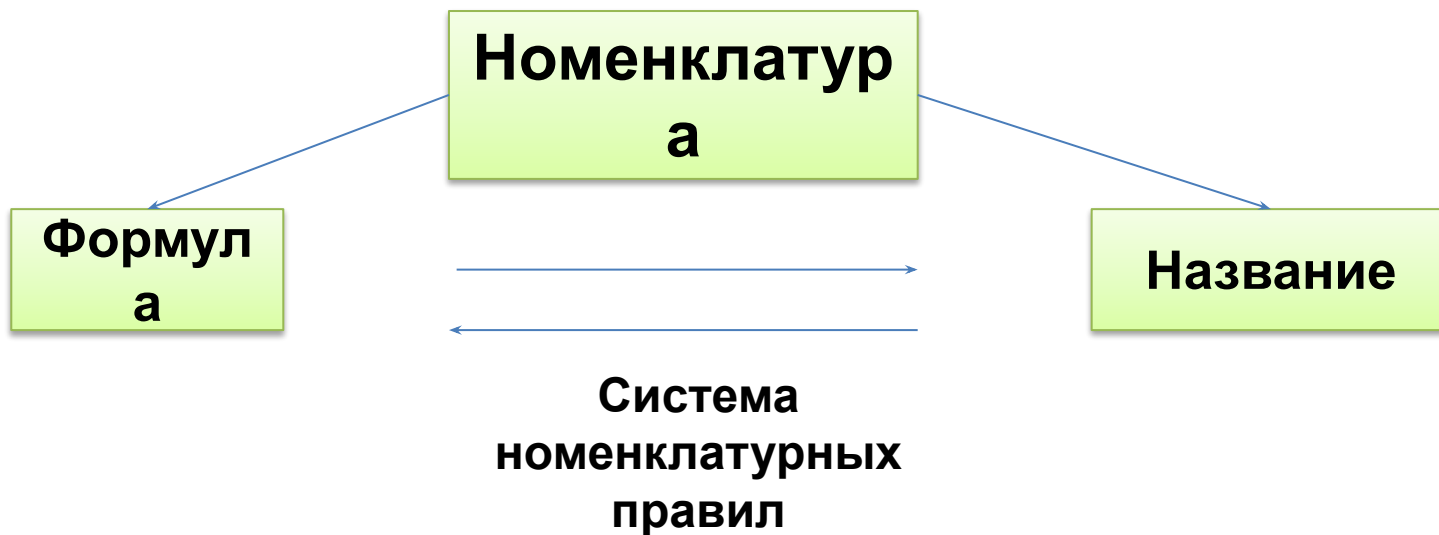 Номенклатур
а
Формул
а
Название
Система
номенклатурных
правил